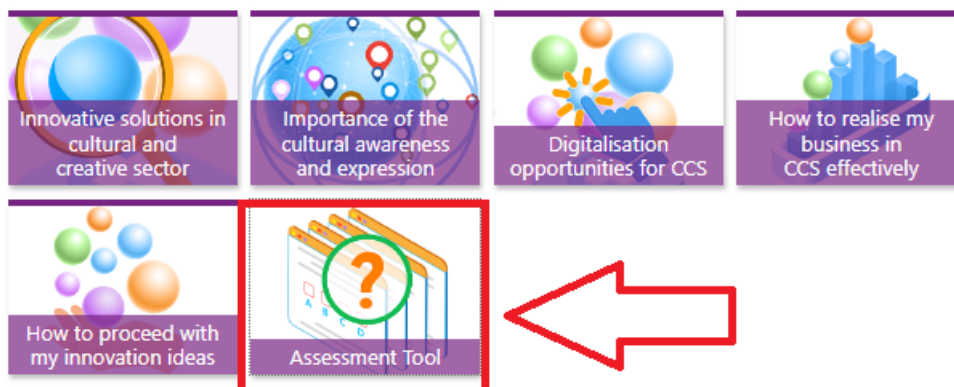 Innovative solutions in
cultural and
creative sector
Importance of the
cultural awareness
and expression
Digitalisation
opportunities for CCS
How to realise my
business in
CCS effectively
How to proceed with
my innovation ideas
?
A
B
C
D
Assessment Tool